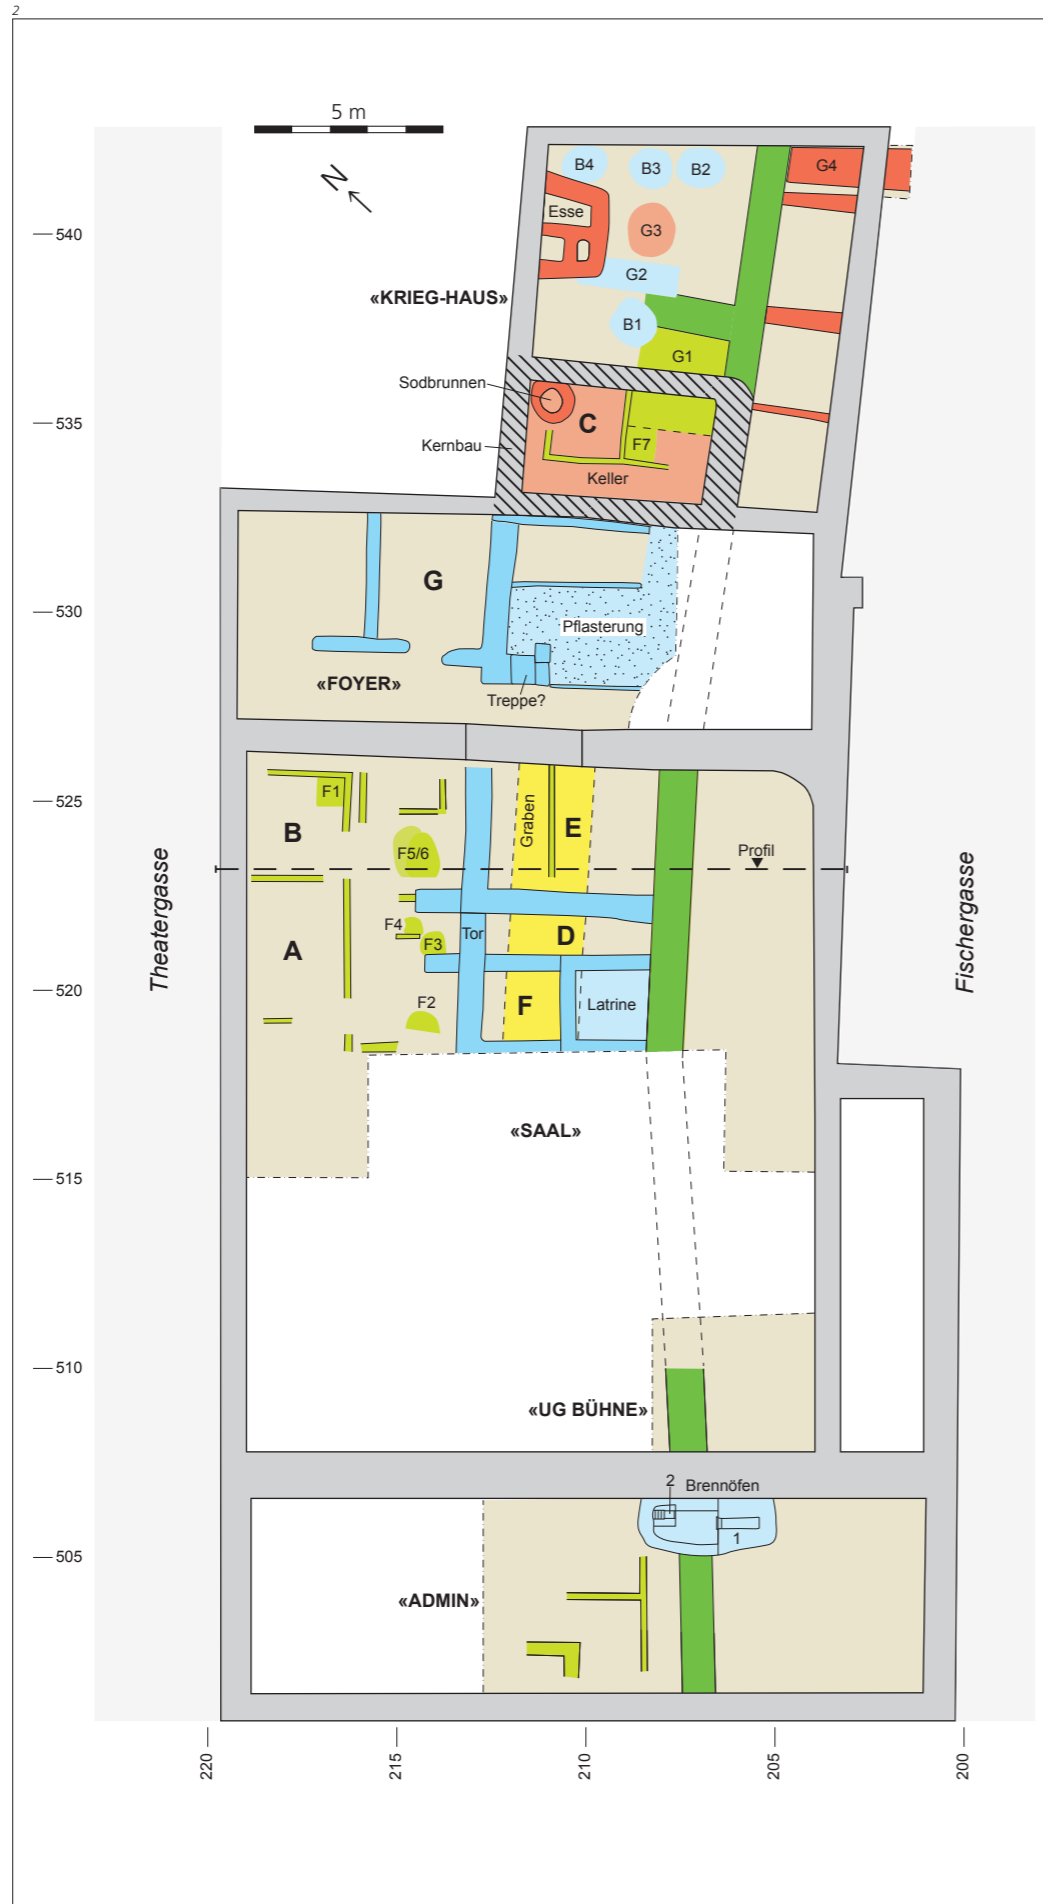 2
5 m
N
B4
B3
B2
G4
Esse
G3
540
G2
«KRIEG-HAUS»
B1
G1
Sodbrunnen
535
C
Kernbau
F7
Keller
G
530
Pflasterung
«FOYER»
Treppe?
525
F1
Graben
E
B
F5/6
Profil
Theatergasse
Fischergasse
F4
Tor
D
A
F3
520
F2
F
Latrine
«SAAL»
515
510
«UG BÜHNE»
2
Brennöfen
1
505
«ADMIN»
220
215
210
205
200